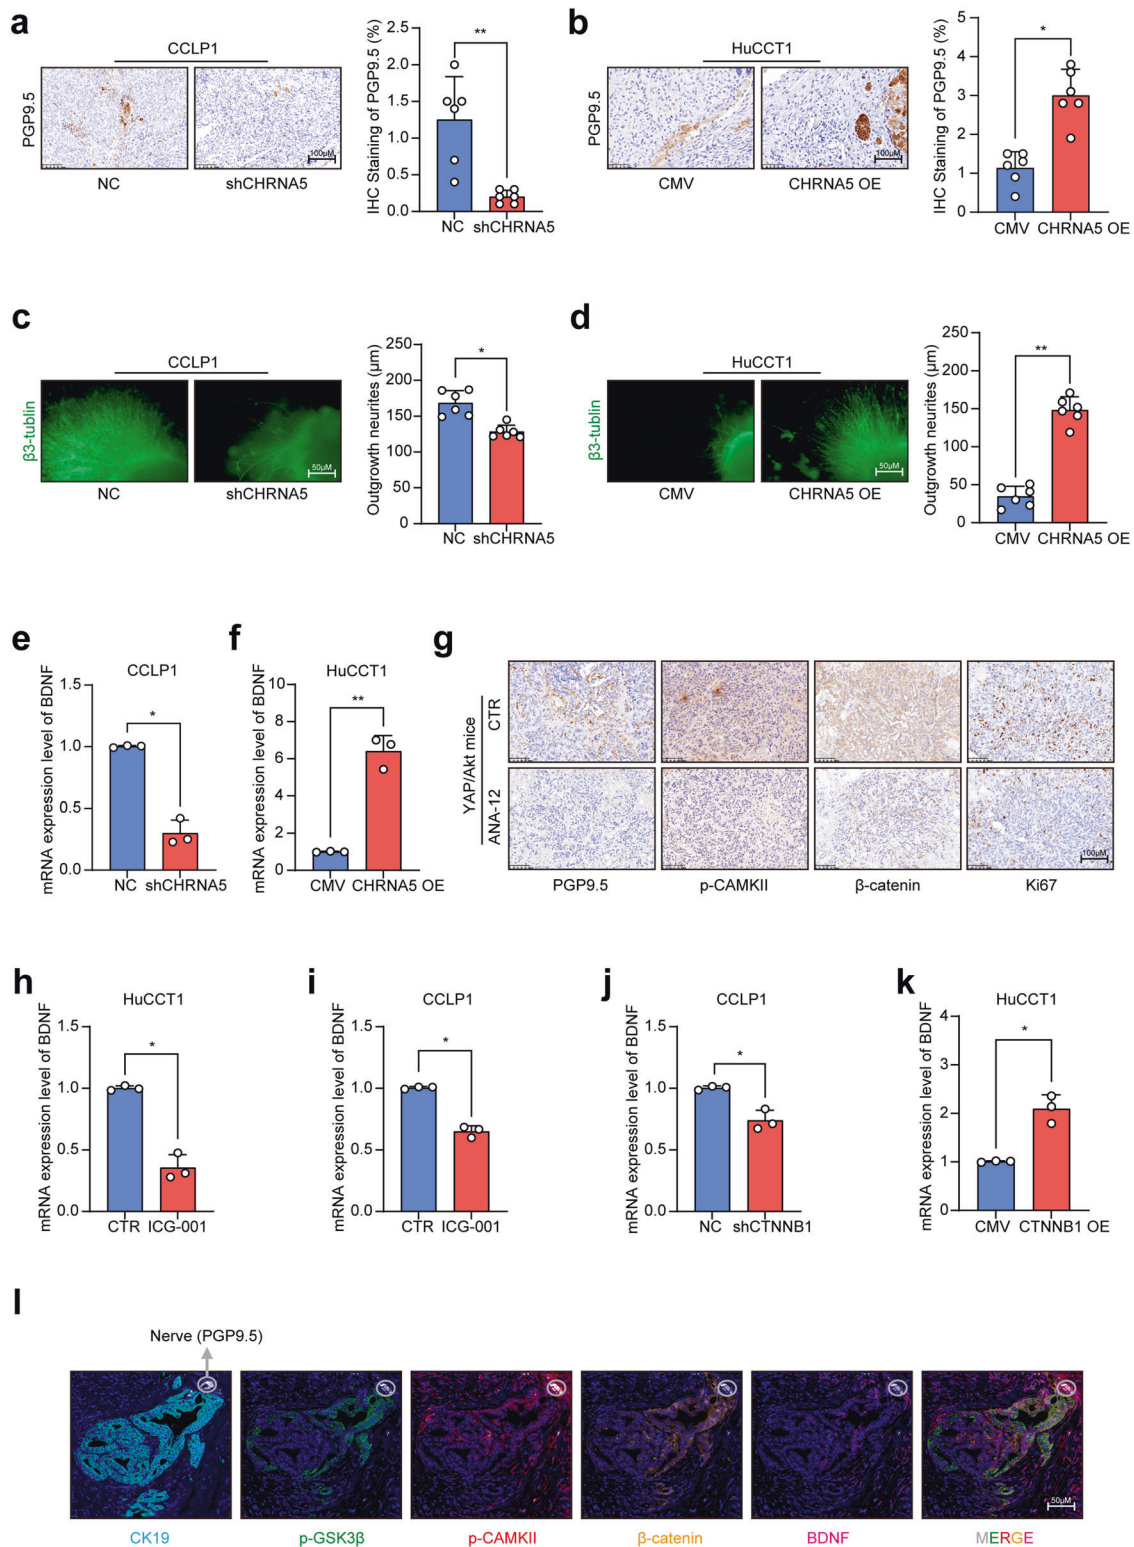 a
CCLP1
PGP9.5
100μM
NC
shCHRNA5
IHC Staining of PGP9.5 (%)
2.5
2.0
1.5
1.0
0.5
0.0
**
NC
shCHRNA5
b
HuCCT1
PGP9.5
100μM
CMV
CHRNA5 OE
IHC Staining of PGP9.5 (%)
5
4
3
2
1
0
*
CMV
CHRNA5 OE
c
CCLP1
β3-tublin
50μM
NC
shCHRNA5
Outgrowth neurites (μm)
250
200
150
100
50
0
*
NC
shCHRNA5
d
HuCCT1
β3-tublin
50μM
CMV
CHRNA5 OE
Outgrowth neurites (μm)
250
200
150
100
50
0
**
CMV
CHRNA5 OE
e
CCLP1
mRNA expression level of BDNF
1.5
1.0
0.5
0.0
*
NC
shCHRNA5
f
HuCCT1
mRNA expression level of BDNF
10
8
6
4
2
0
**
CMV
CHRNA5 OE
g
YAP/Akt mice
CTR
ANA-12
100μM
PGP9.5
p-CAMKII
β-catenin
Ki67
h
HuCCT1
mRNA expression level of BDNF
1.5
1.0
0.5
0.0
*
CTR
ICG-001
i
CCLP1
mRNA expression level of BDNF
1.5
1.0
0.5
0.0
*
CTR
ICG-001
j
CCLP1
mRNA expression level of BDNF
1.5
1.0
0.5
0.0
*
NC
shCTNNB1
k
HuCCT1
mRNA expression level of BDNF
4
3
2
1
0
*
CMV
CTNNB1 OE
l
Nerve (PGP9.5)
50μM
CK19
p-GSK3β
p-CAMKII
β-catenin
BDNF
MERGE